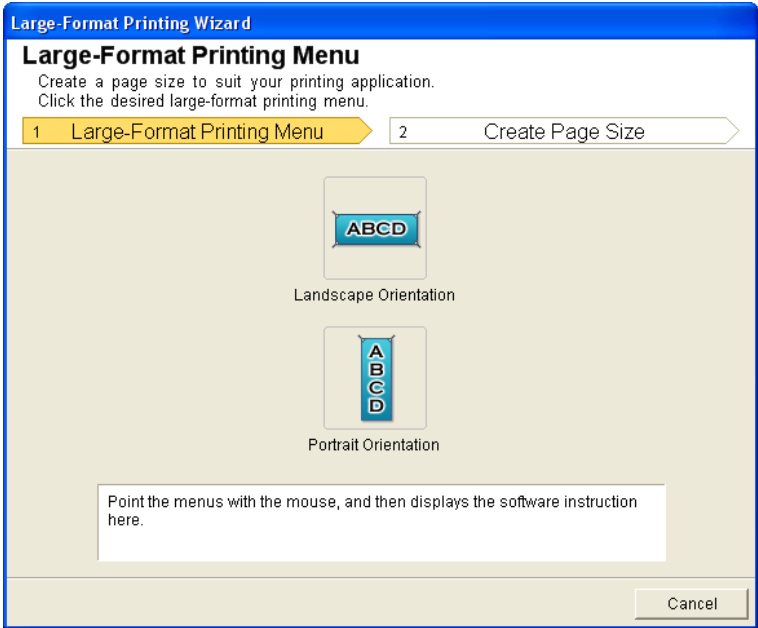 Large-Format Printing Wizard
Large-Format Printing Menu
Create a page size to suit your printing application.
Click the desired large-format printing menu.
1 Large-Format Printing Menu 2 Create Page Size
ABCD
Landscape Orientation
A
B
C
D
Portrait Orientation
Point the menus with the mouse, and then displays the software instruction
here.
Cancel